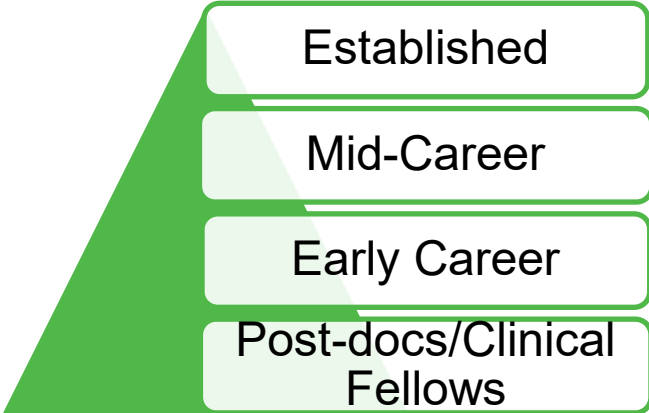 Established
Mid-Career
Early Career
Post-docs/Clinical
Fellows